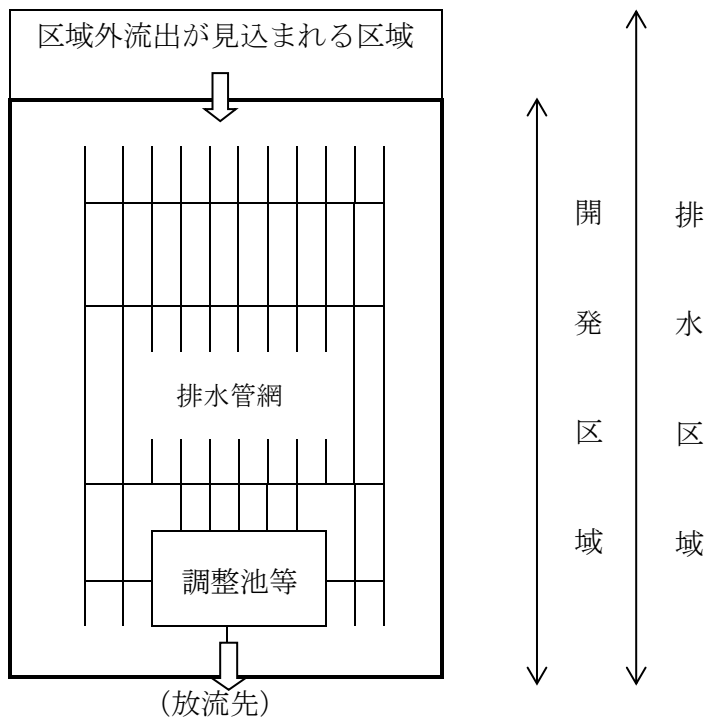 区域外流出が見込まれる区域
排水管網
調整池等
（放流先）
開発区域
排水区域